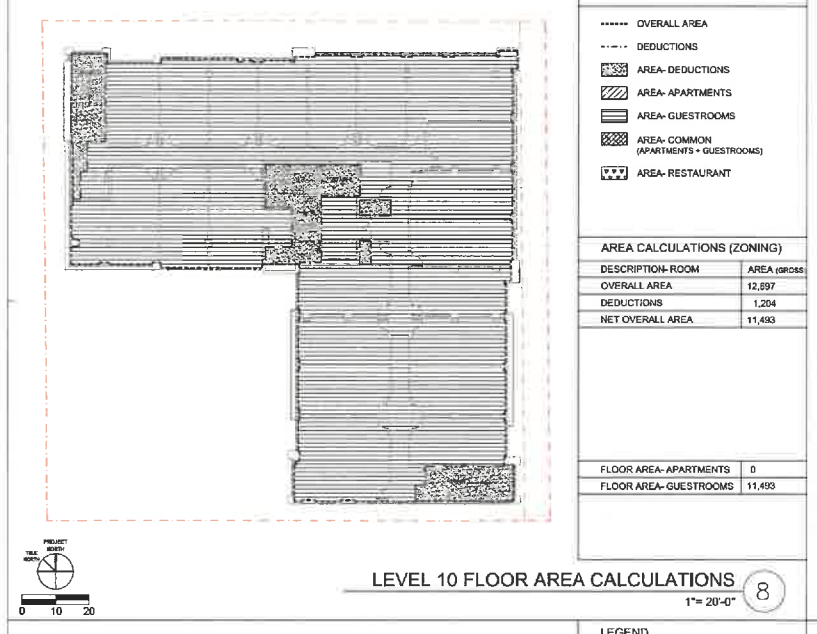 OVERALL AREA
DEDUCTIONS
AREA- DEDUCTIONS
AREA- APARTMENTS
AREA- GUESTROOMS
AREA- COMMON
(APARTMENTS + GUESTROOMS)
AREA- RESTAURANT
AREA CALCULATIONS (ZONING)
DESCRIPTION- ROOM AREA (GROSS
OVERALL AREA 12,697
DEDUCTIONS 1,204
NET OVERALL AREA 11,493
FLOOR AREA- APARTMENTS 0
FLOOR AREA- GUESTROOMS 11,493
PROJECT
NORTH
TRUE
NORTH
0 10 20
LEVEL 10 FLOOR AREA CALCULATIONS 8
1"= 20'-0"
LEGEND